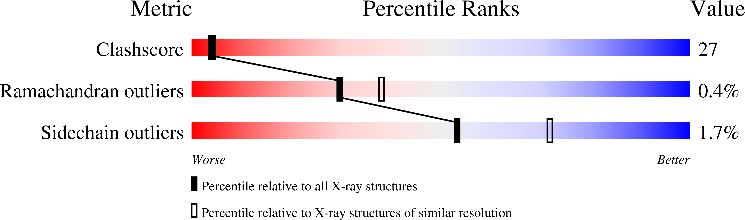 Metric Percentile Ranks Value
Clashscore 27
Ramachandran outliers 0.4%
Sidechain outliers 1.7%
Worse Better
Percentile relative to all X-ray structures
Percentile relative to X-ray structures of similar resolution